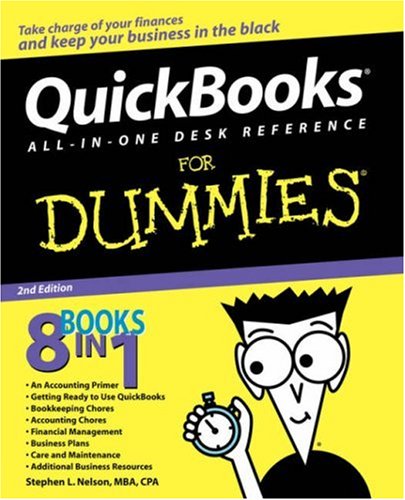 Take charge of your finances
and keep your business in the black
QuickBooks®
ALL-IN-ONE DESK REFERENCE
FOR
DUMMIES®
2nd Edition
8 BOOKS IN 1
• An Accounting Primer
• Getting Ready to Use QuickBooks
• Bookkeeping Chores
• Accounting Chores
• Financial Management
• Business Plans
• Care and Maintenance
• Additional Business Resources
Stephen L. Nelson, MBA, CPA